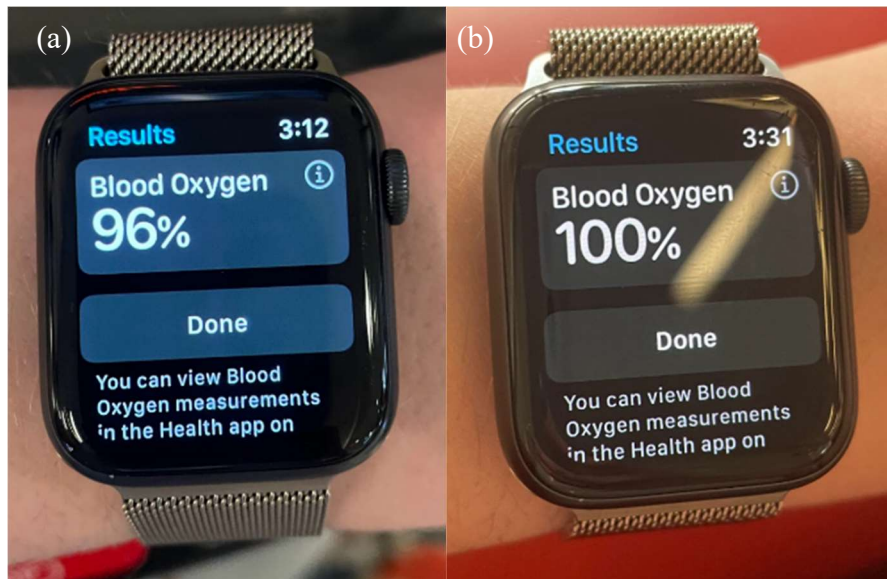 (a)
Results 3:12
Blood Oxygen
96%
Done
You can view Blood
Oxygen measurements
in the Health app on
(b)
Results 3:31
Blood Oxygen
100%
Done
You can view Blood
Oxygen measurements
in the Health app on